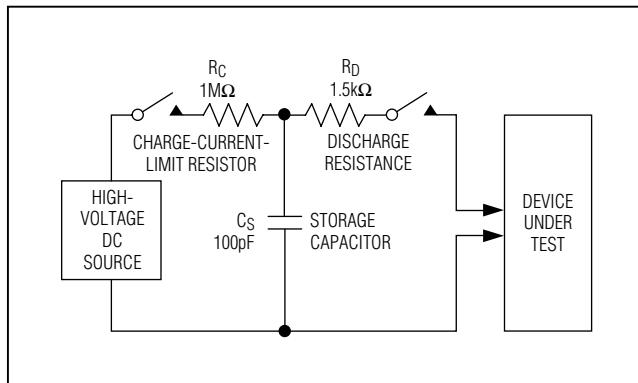 R_C
1MΩ
R_D
1.5kΩ
CHARGE-CURRENT-
LIMIT RESISTOR
DISCHARGE
RESISTANCE
HIGH-
VOLTAGE
DC
SOURCE
C_S
100pF
STORAGE
CAPACITOR
DEVICE
UNDER
TEST